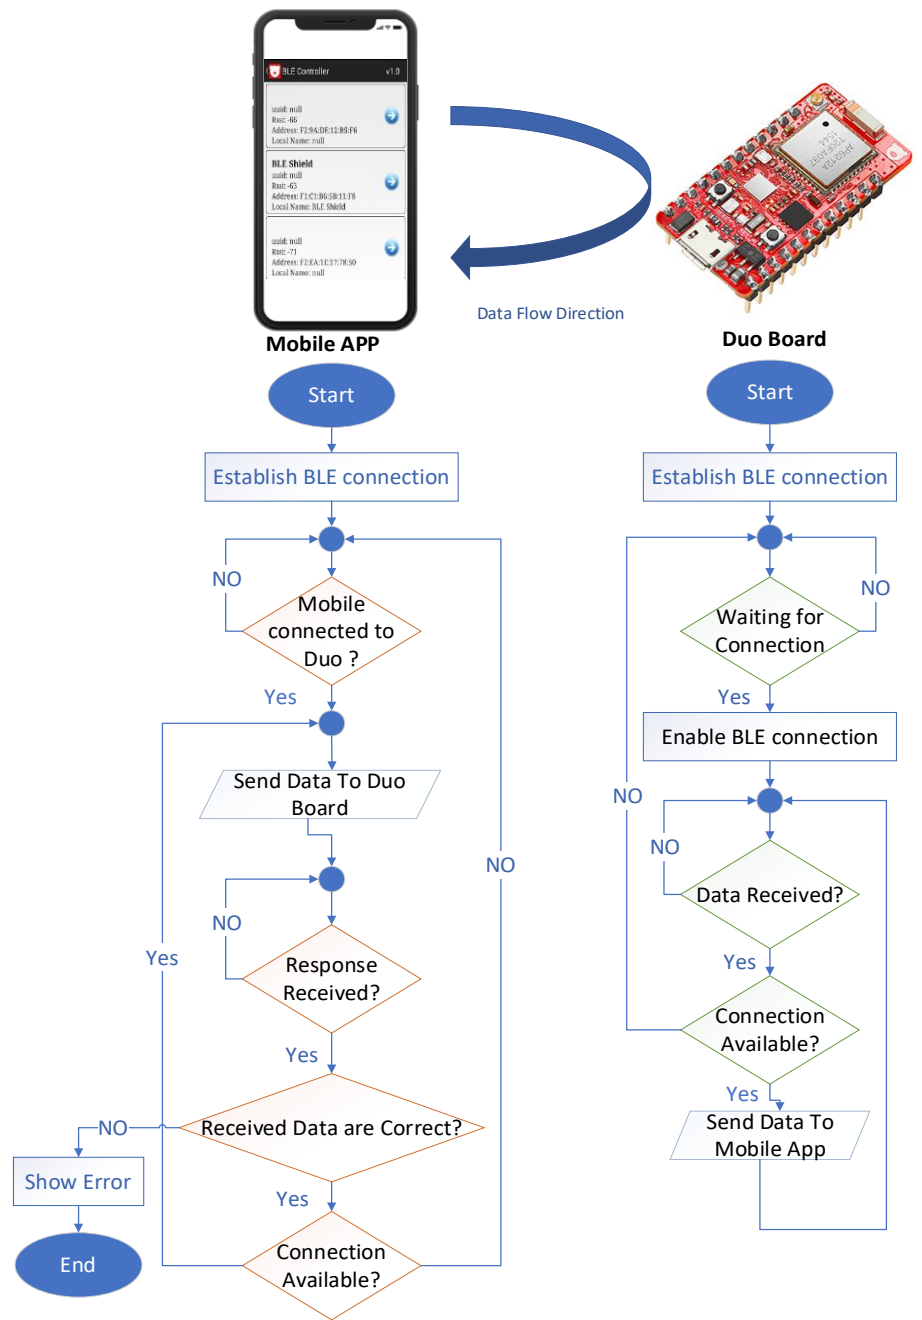 BLE Controller v1.0
uuid: null
Rssi: -66
Address: F2:9A:DE:12:B5:F6
Local Name: null
BLE Shield
uuid: null
Rssi: -63
Address: F1:C1:B6:5B:11:F8
Local Name: BLE Shield
uuid: null
Rssi: -71
Address: F2:EA:1E:17:78:50
Local Name: null
AP6212A
1544
Data Flow Direction
Mobile APP
Duo Board
Start
Establish BLE connection
NO
Mobile
connected to
Duo ?
Yes
Send Data To Duo
Board
NO
Response
Received?
Yes
Yes
NO
Received Data are Correct?
NO
Show Error
End
Yes
Connection
Available?
Start
Establish BLE connection
NO
Waiting for
Connection
Yes
Enable BLE connection
NO
NO
Data Received?
Yes
Connection
Available?
Yes
Send Data To
Mobile App